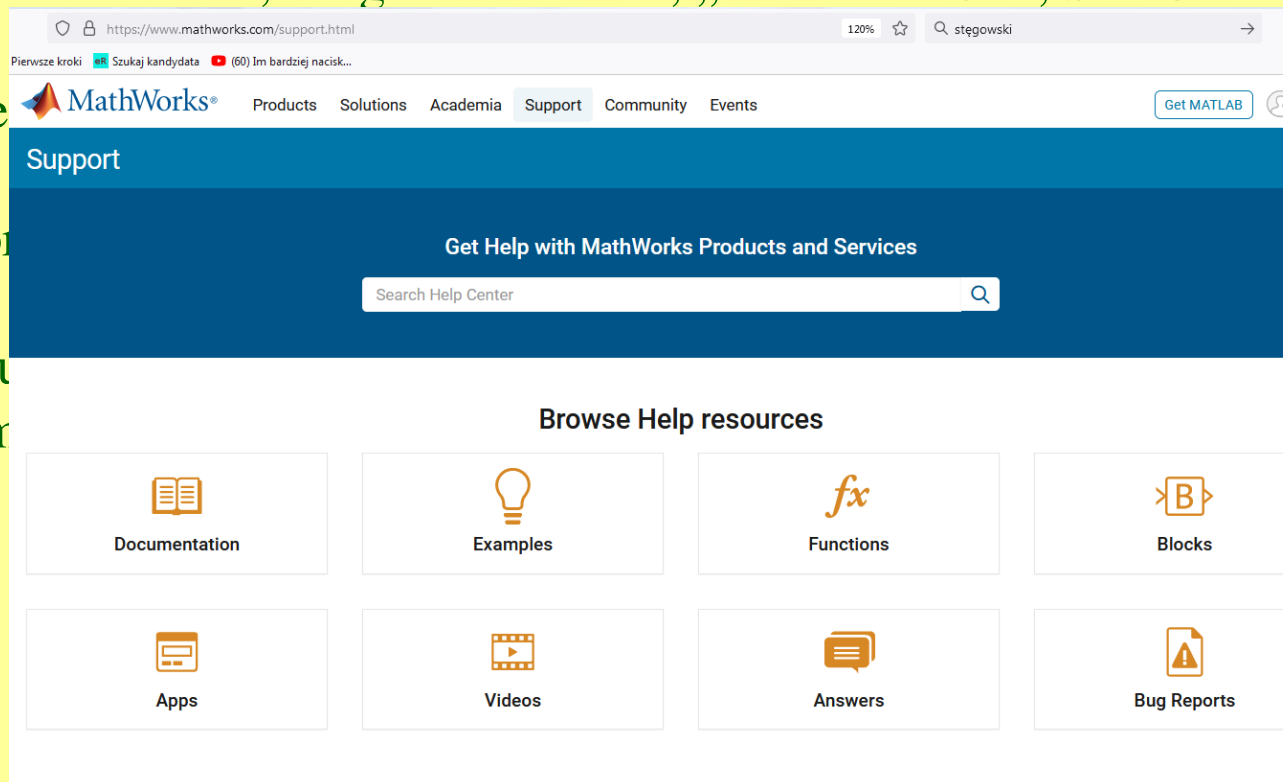 https://www.mathworks.com/support.html 120% stęgowski
Pierwsze kroki eR Szukaj kandydata (60) Im bardziej nacisk...
MathWorks® Products Solutions Academia Support Community Events Get MATLAB
Support
Get Help with MathWorks Products and Services
Search Help Center
Browse Help resources
fx B
Documentation Examples Functions Blocks
Apps Videos Answers Bug Reports